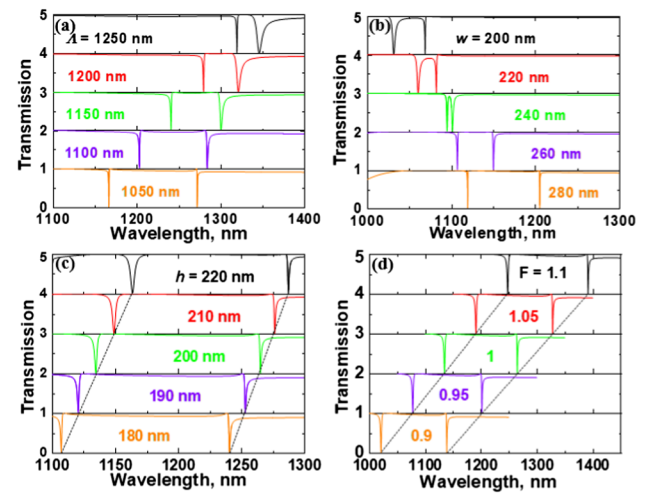 (a)
Λ = 1250 nm
1200 nm
1150 nm
1100 nm
1050 nm
5
4
3
2
1
0
Transmission
1100 1200 1300 1400
Wavelength, nm
(b)
w = 200 nm
220 nm
240 nm
260 nm
280 nm
5
4
3
2
1
0
Transmission
1000 1100 1200 1300
Wavelength, nm
(c)
h = 220 nm
210 nm
200 nm
190 nm
180 nm
5
4
3
2
1
0
Transmission
1100 1150 1200 1250 1300
Wavelength, nm
(d)
F = 1.1
1.05
1
0.95
0.9
5
4
3
2
1
0
Transmission
1000 1100 1200 1300 1400
Wavelength, nm